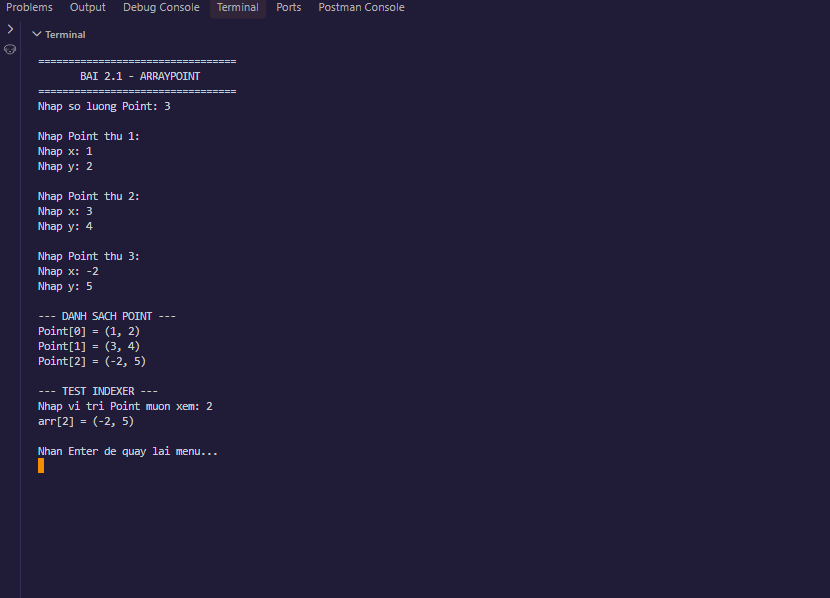 Problems Output Debug Console Terminal Ports Postman Console
Terminal
=================================
BAI 2.1 - ARRAYPOINT
=================================
Nhap so luong Point: 3
Nhap Point thu 1:
Nhap x: 1
Nhap y: 2
Nhap Point thu 2:
Nhap x: 3
Nhap y: 4
Nhap Point thu 3:
Nhap x: -2
Nhap y: 5
--- DANH SACH POINT ---
Point[0] = (1, 2)
Point[1] = (3, 4)
Point[2] = (-2, 5)
--- TEST INDEXER ---
Nhap vi tri Point muon xem: 2
arr[2] = (-2, 5)
Nhan Enter de quay lai menu...